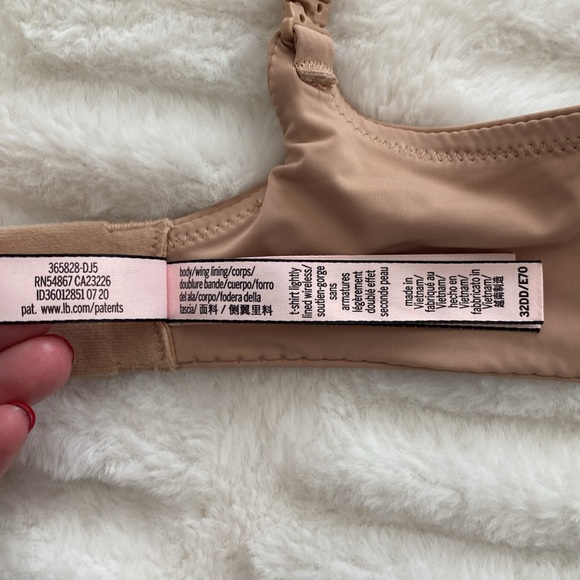 365828-DJ5
RN54867 CA23226
ID36012851 07 20
pat. www.lb.com/patents
body/wing lining/corps/
doublure bande/cuerpo/forro
del ala/corpo/fodera della
fascia/ 面料 / 侧翼里料
t-shirt lightly
lined wireless/
soutien-gorge
sans
armatures
légèrement
doublé effet
seconde peau
made in
Vietnam/
fabriqué au
Vietnam/
hecho en
Vietnam/
fabricato in
Vietnam/
越南制造
32DD/E70